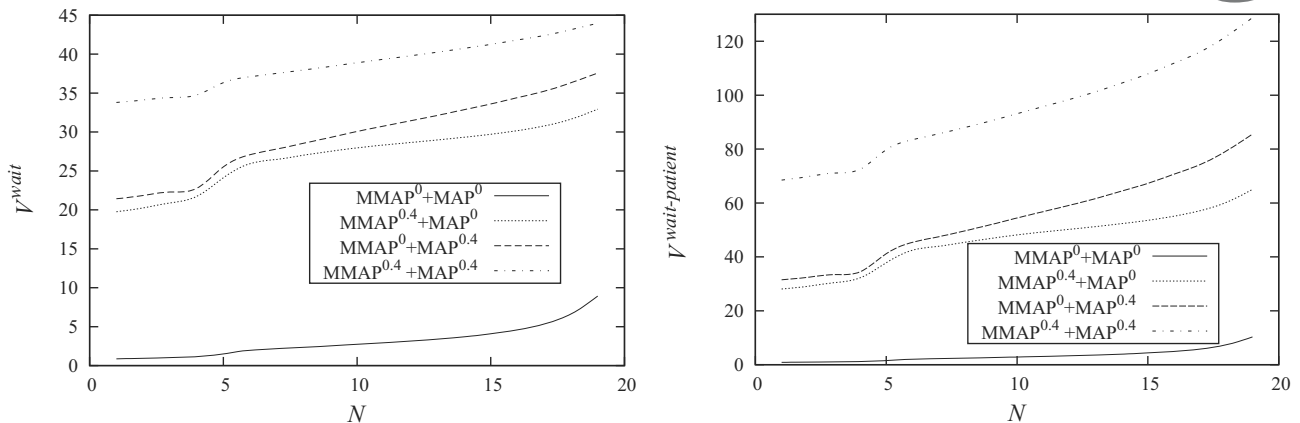 45
40
35
30
25
20
15
10
5
0
V^wait
MMAP^0+MAP^0
MMAP^0.4+MAP^0
MMAP^0+MAP^0.4
MMAP^0.4 +MAP^0.4
0 5 10 15 20
N
120
100
80
60
40
20
0
V^wait-patient
MMAP^0+MAP^0
MMAP^0.4+MAP^0
MMAP^0+MAP^0.4
MMAP^0.4 +MAP^0.4
0 5 10 15 20
N